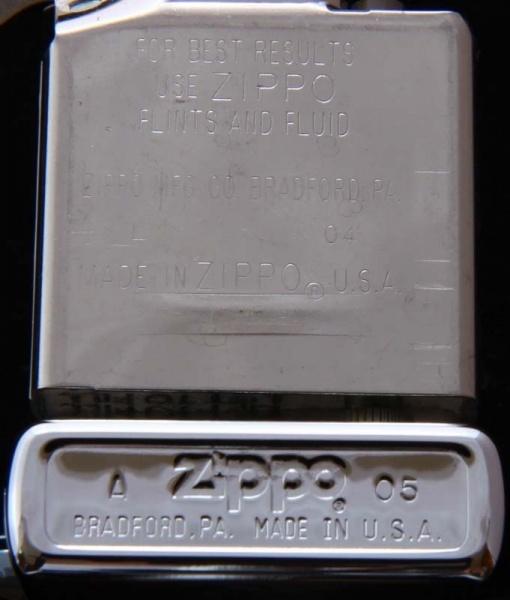 FOR BEST RESULTS
USE ZIPPO
FLINTS AND FLUID
ZIPPO MFG. CO. BRADFORD, PA.
L 04
MADE IN ZIPPO® U.S.A.
A Zippo® 05
BRADFORD, PA. MADE IN U.S.A.